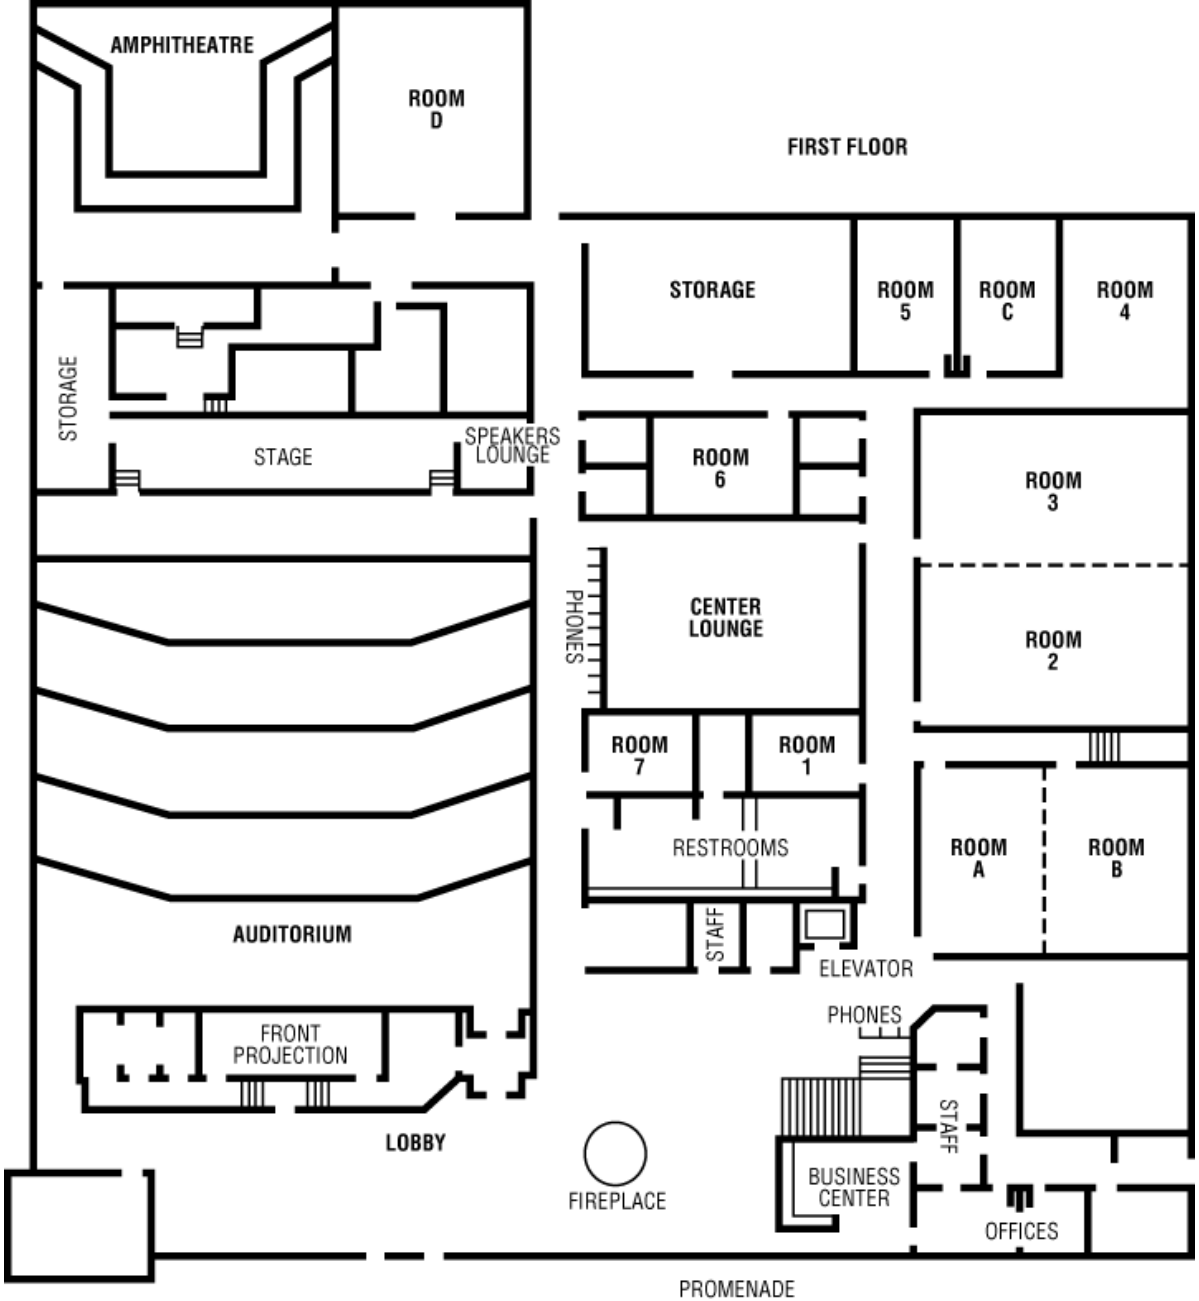 AMPHITHEATRE
ROOM
D
FIRST FLOOR
STORAGE
ROOM
5
ROOM
C
ROOM
4
STORAGE
STAGE
SPEAKERS
LOUNGE
ROOM
6
ROOM
3
PHONES
CENTER
LOUNGE
ROOM
2
ROOM
7
ROOM
1
RESTROOMS
ROOM
A
ROOM
B
AUDITORIUM
STAFF
ELEVATOR
PHONES
FRONT
PROJECTION
STAFF
LOBBY
FIREPLACE
BUSINESS
CENTER
OFFICES
PROMENADE